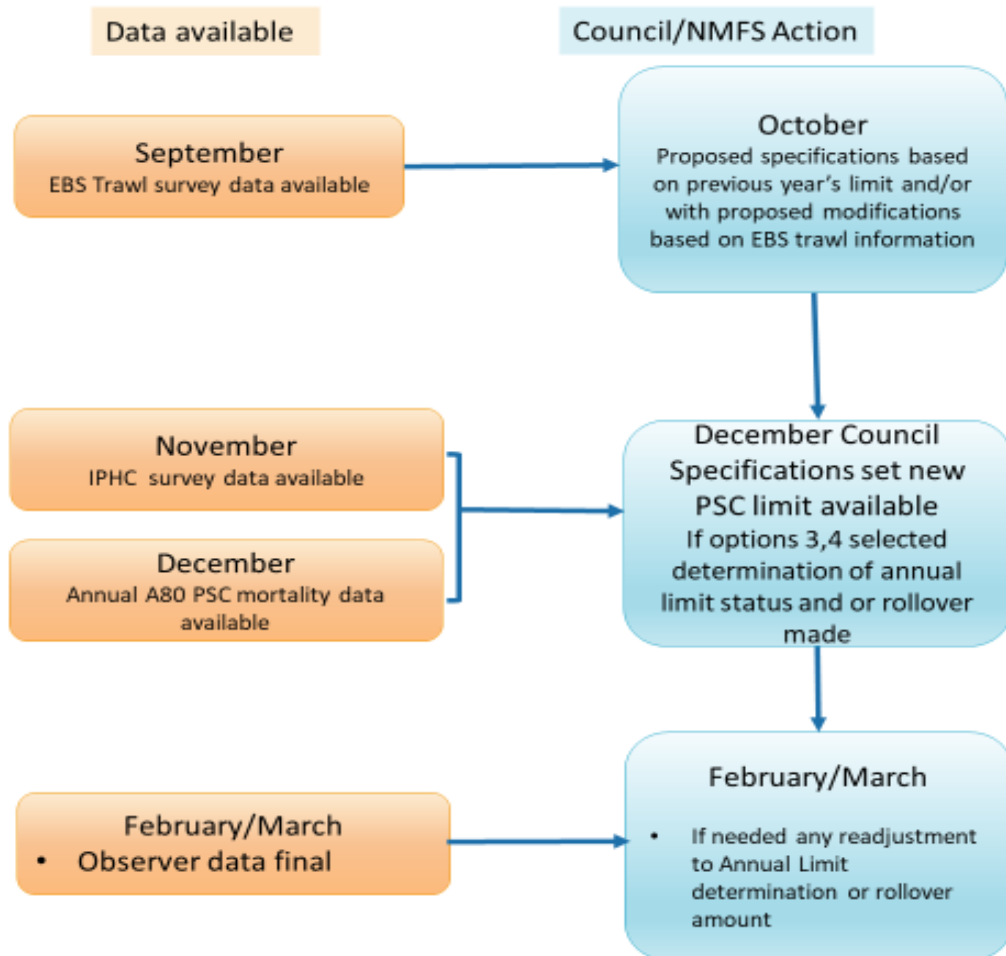 Data available
Council/NMFS Action
September
EBS Trawl survey data available
October
Proposed specifications based
on previous year's limit and/or
with proposed modifications
based on EBS trawl information
November
IPHC survey data available
December
Annual A80 PSC mortality data
available
December Council
Specifications set new
PSC limit available
If options 3,4 selected
determination of annual
limit status and or rollover
made
February/March
• Observer data final
February/March
• If needed any readjustment
to Annual Limit
determination or rollover
amount